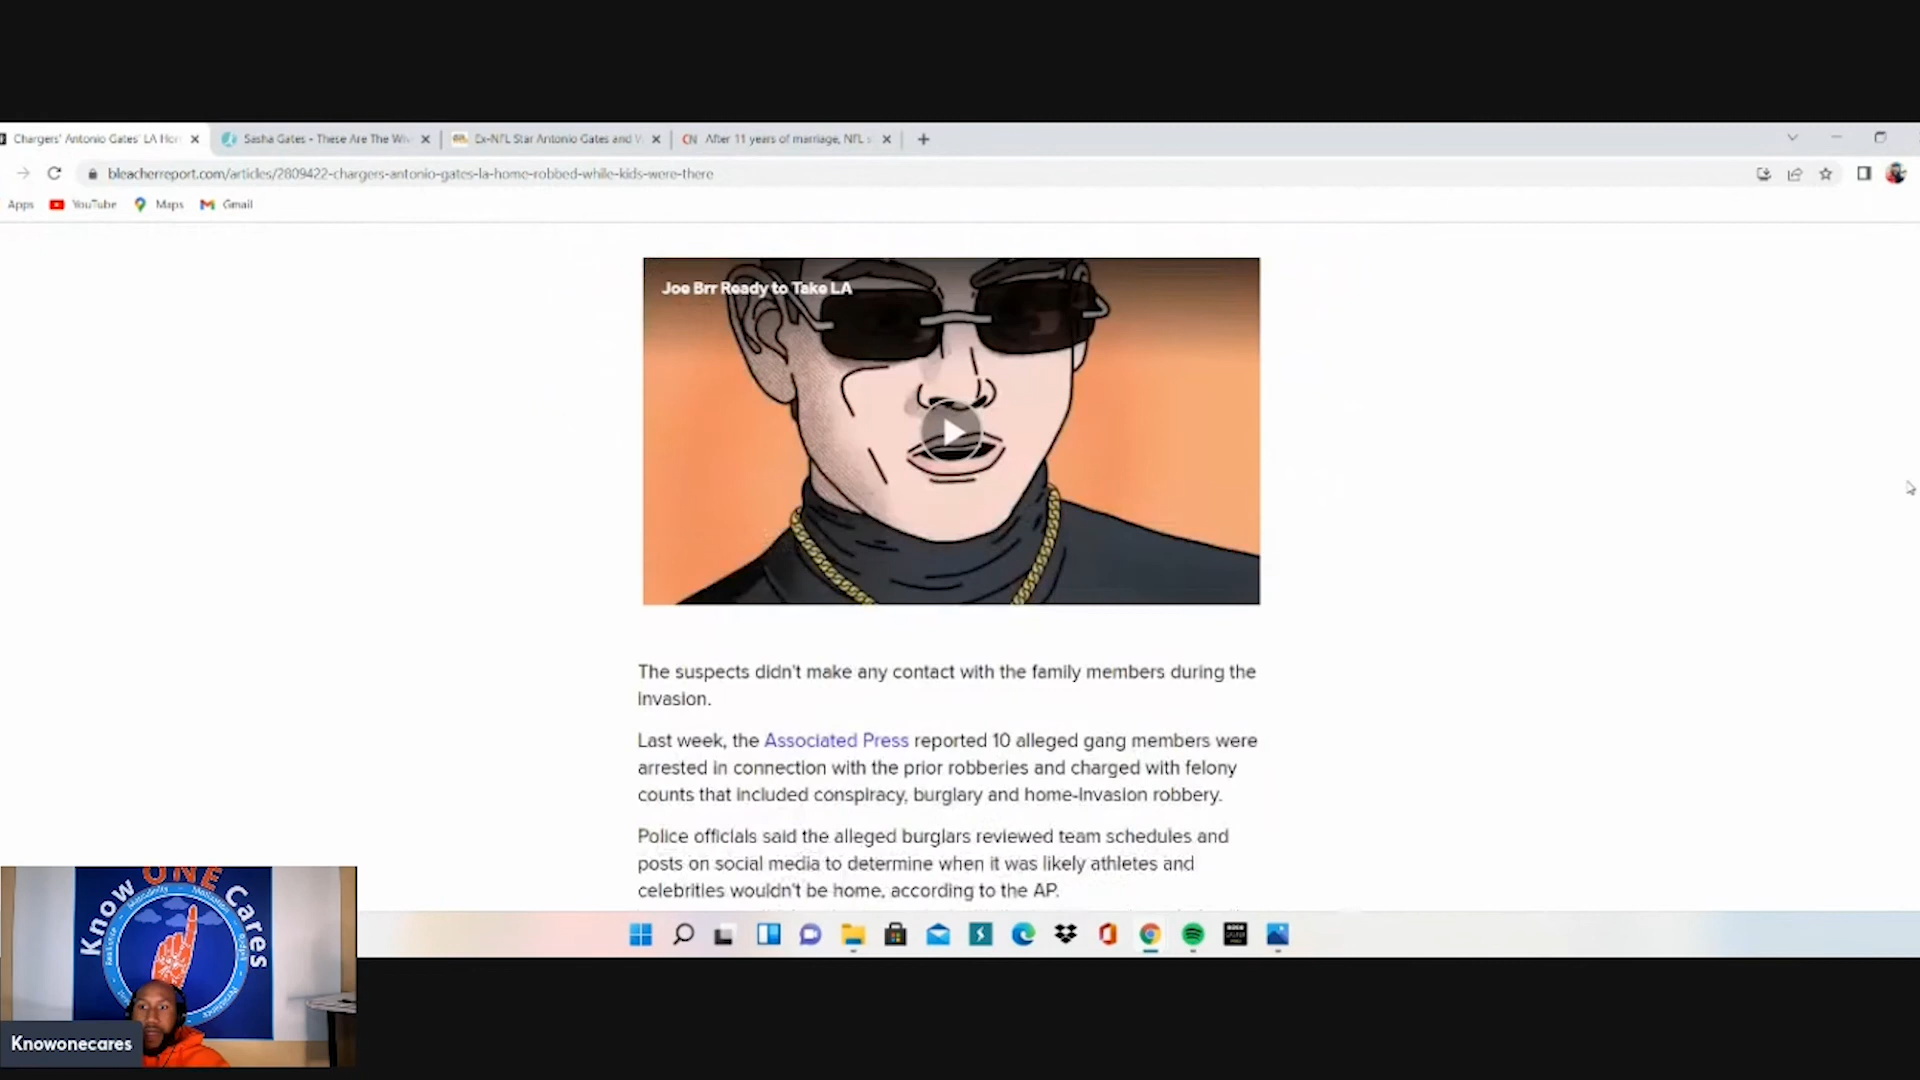 Chargers' Antonio Gates' LA Hor
Sasha Gates - These Are The Wiv
Ex-NFL Star Antonio Gates and W
CN After 11 years of marriage, NFL s
bleacherreport.com/articles/2809422-chargers-antonio-gates-la-home-robbed-while-kids-were-there
Apps YouTube Maps Gmail
Joe Brr Ready to Take LA
The suspects didn't make any contact with the family members during the
invasion.
Last week, the Associated Press reported 10 alleged gang members were
arrested in connection with the prior robberies and charged with felony
counts that included conspiracy, burglary and home-invasion robbery.
Police officials said the alleged burglars reviewed team schedules and
posts on social media to determine when it was likely athletes and
celebrities wouldn't be home, according to the AP.
Know ONE Cares
Knowonecares